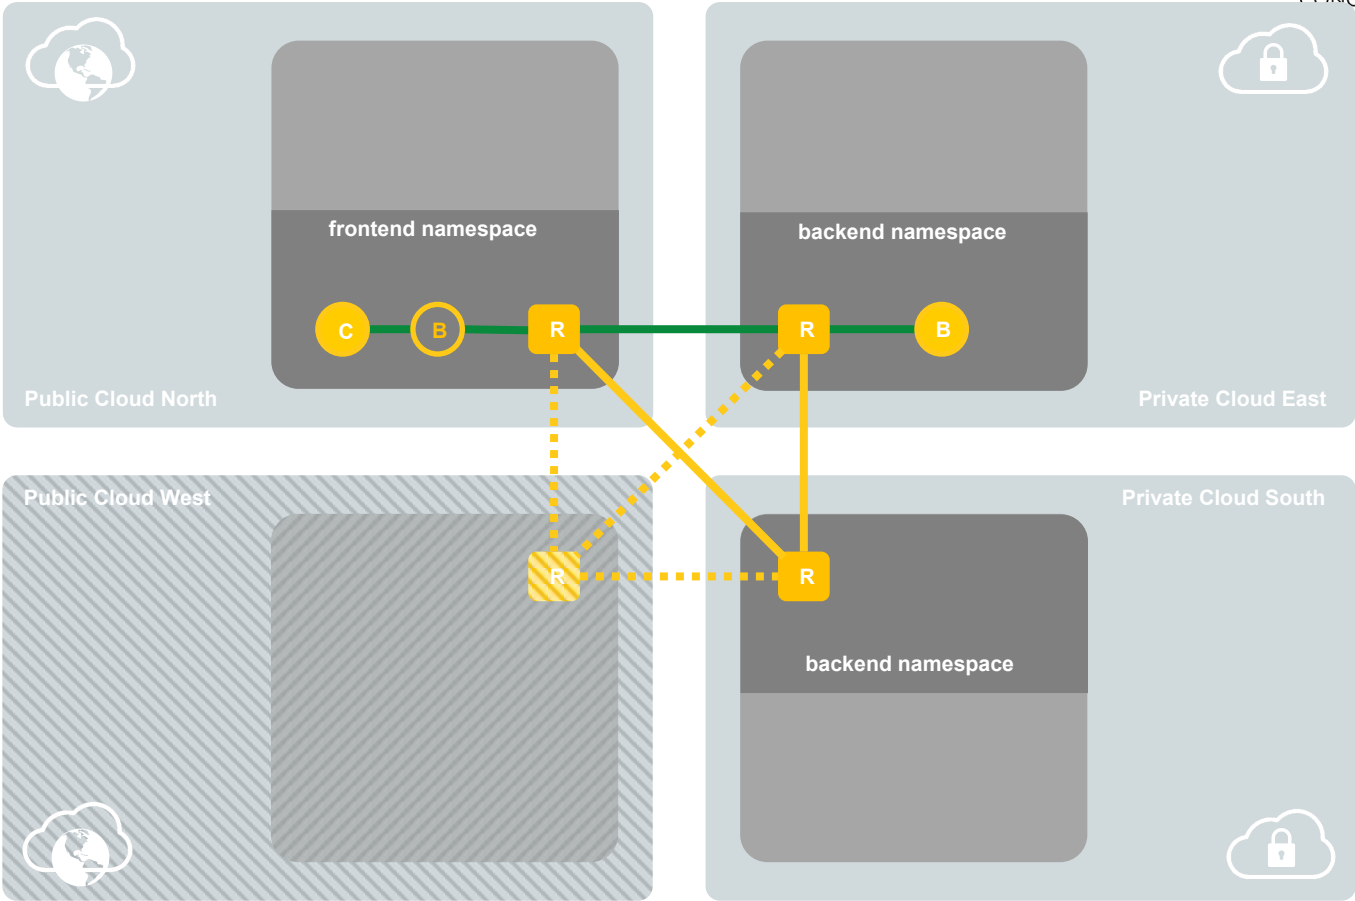 frontend namespace
backend namespace
C
B
R
R
B
Public Cloud North
Private Cloud East
Public Cloud West
Private Cloud South
R
R
backend namespace